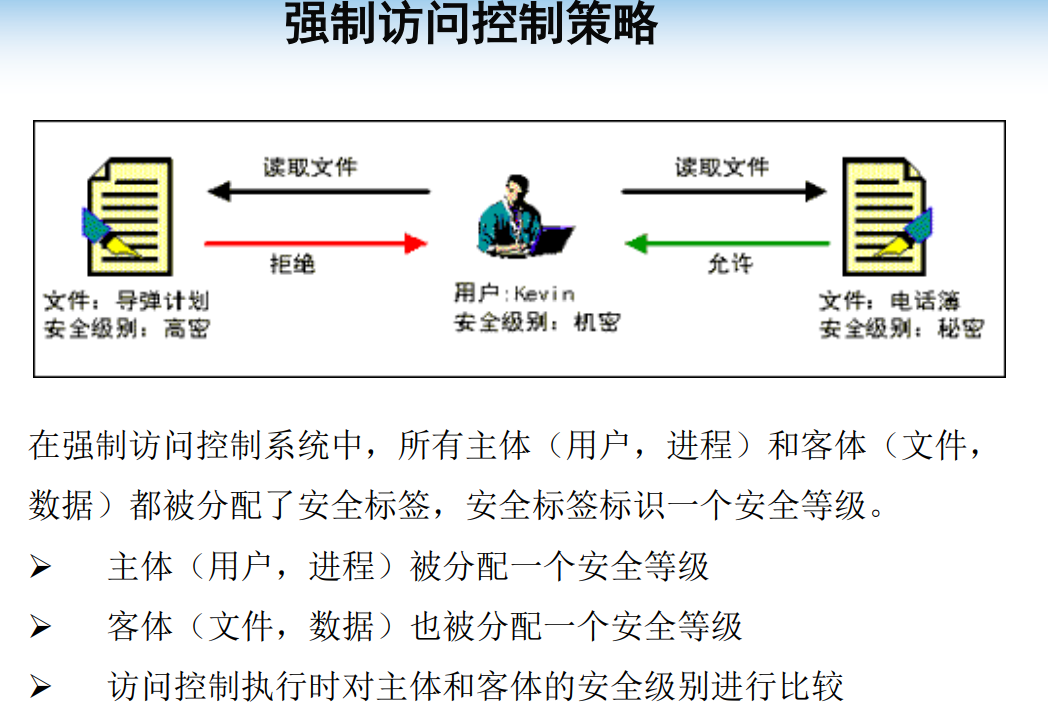 强制访问控制策略
读取文件
读取文件
拒绝
允许
文件：导弹计划
安全级别：高密
用户:Kevin
安全级别：机密
文件：电话簿
安全级别：秘密
在强制访问控制系统中，所有主体（用户，进程）和客体（文件，
数据）都被分配了安全标签，安全标签标识一个安全等级。
➢ 主体（用户，进程）被分配一个安全等级
➢ 客体（文件，数据）也被分配一个安全等级
➢ 访问控制执行时对主体和客体的安全级别进行比较